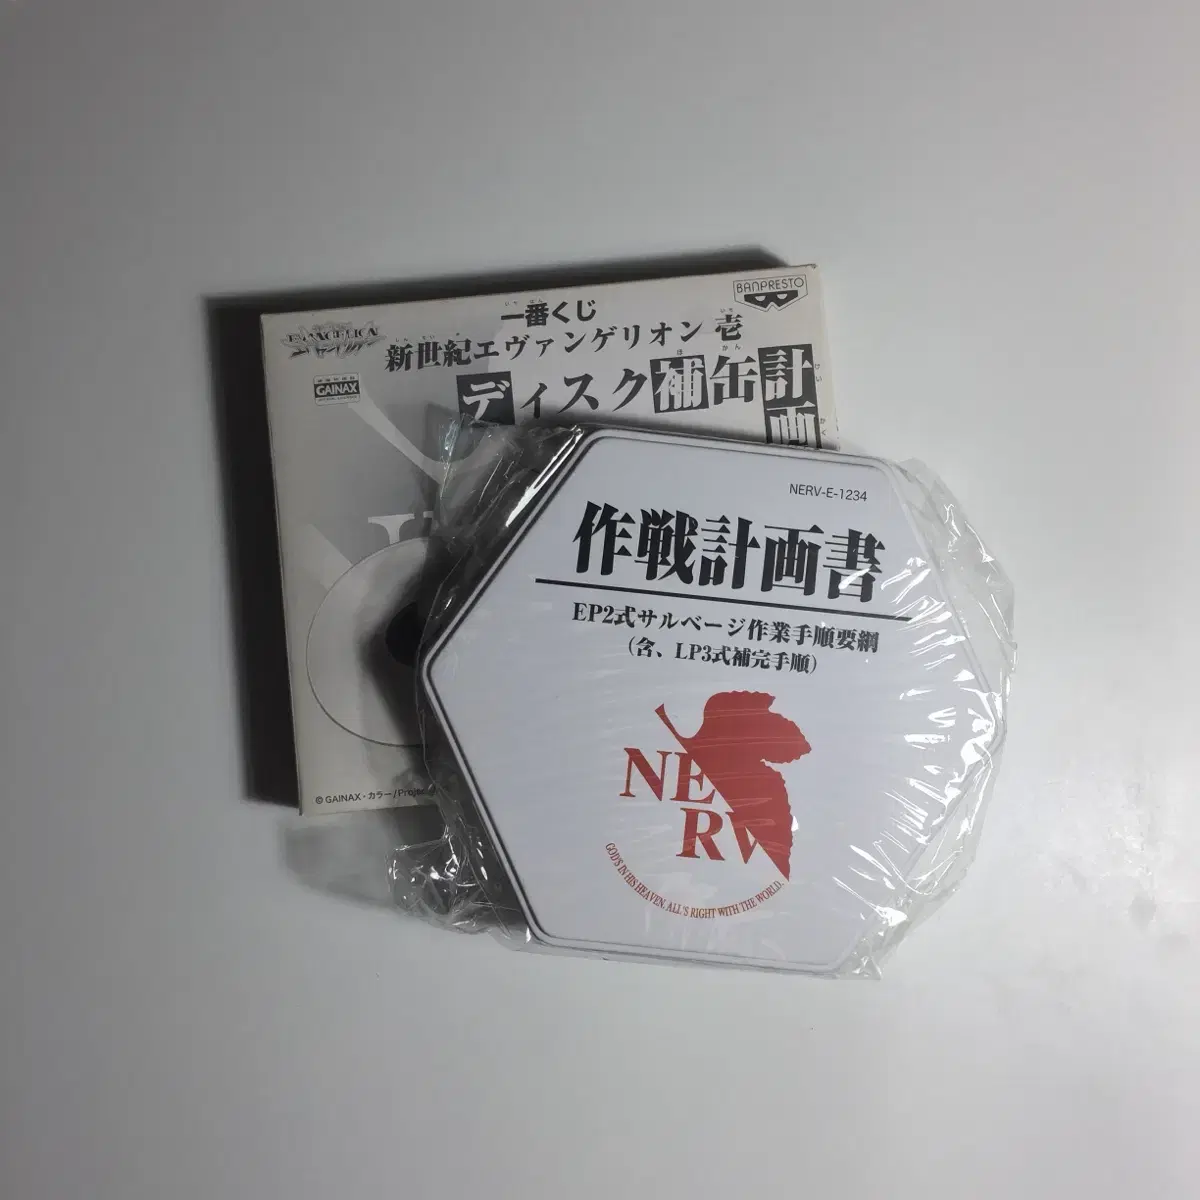 BANPRESTO
一番くじ
EVANGELION
新世紀エヴァンゲリオン 壱
GAINAX
ディスク補缶計画
NERV-E-1234
作戦計画書
EP2式サルベージ作業手順要綱
(含、LP3式補完手順)
NERV
GOD'S IN HIS HEAVEN. ALL'S RIGHT WITH THE WORLD.
© GAINAX・カラー/Proje